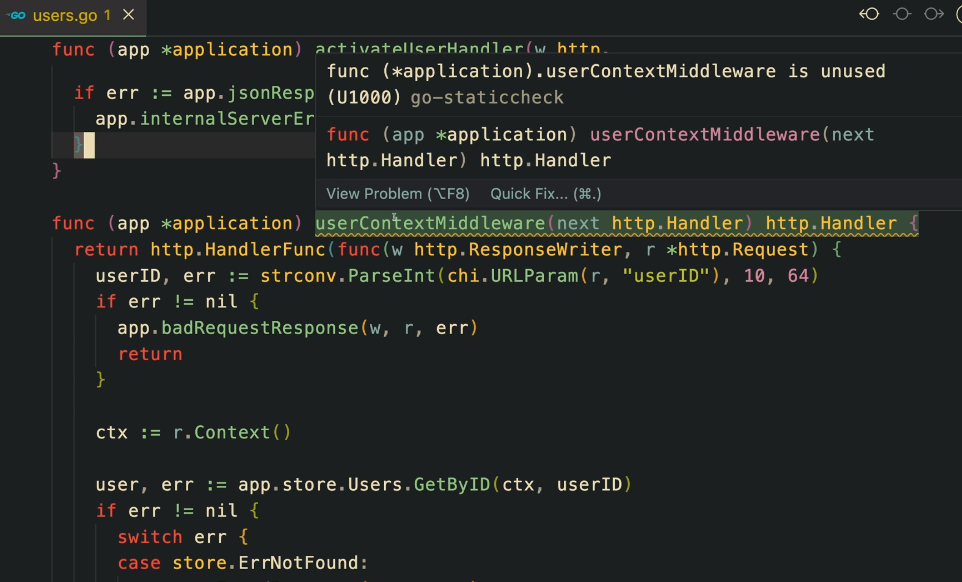 GO users.go 1 ×
func (app *application) activateUserHandler(w http.
func (*application).userContextMiddleware is unused
(U1000) go-staticcheck
func (app *application) userContextMiddleware(next
http.Handler) http.Handler
View Problem (⌥F8) Quick Fix... (⌘.)
if err := app.jsonResp
app.internalServerEr
}
}
func (app *application) userContextMiddleware(next http.Handler) http.Handler {
return http.HandlerFunc(func(w http.ResponseWriter, r *http.Request) {
userID, err := strconv.ParseInt(chi.URLParam(r, "userID"), 10, 64)
if err != nil {
app.badRequestResponse(w, r, err)
return
}
ctx := r.Context()
user, err := app.store.Users.GetByID(ctx, userID)
if err != nil {
switch err {
case store.ErrNotFound: